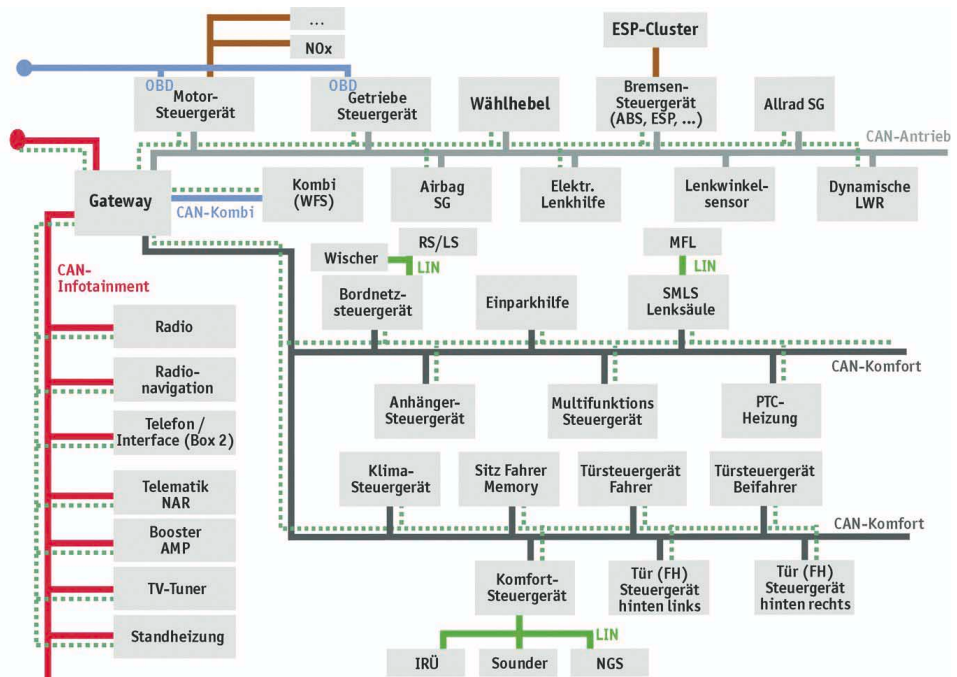 ...
NOx
ESP-Cluster
OBD
OBD
Motor-
Steuergerät
Getriebe
Steuergerät
Wählhebel
Bremsen-
Steuergerät
(ABS, ESP, ...)
Allrad SG
CAN-Antrieb
Gateway
CAN-Kombi
Kombi
(WFS)
Airbag
SG
Elektr.
Lenkhilfe
Lenkwinkel-
sensor
Dynamische
LWR
CAN-
Infotainment
Wischer
RS/LS
LIN
MFL
LIN
Bordnetz-
steuergerät
Einparkhilfe
SMLS
Lenksäule
CAN-Komfort
Anhänger-
Steuergerät
Multifunktions
Steuergerät
PTC-
Heizung
Radio
Radio-
navigation
Telefon /
Interface (Box 2)
Telematik
NAR
Booster
AMP
TV-Tuner
Standheizung
Klima-
Steuergerät
Sitz Fahrer
Memory
Türsteuergerät
Fahrer
Türsteuergerät
Beifahrer
CAN-Komfort
Komfort-
Steuergerät
Tür (FH)
Steuergerät
hinten links
Tür (FH)
Steuergerät
hinten rechts
LIN
IRÜ
Sounder
NGS